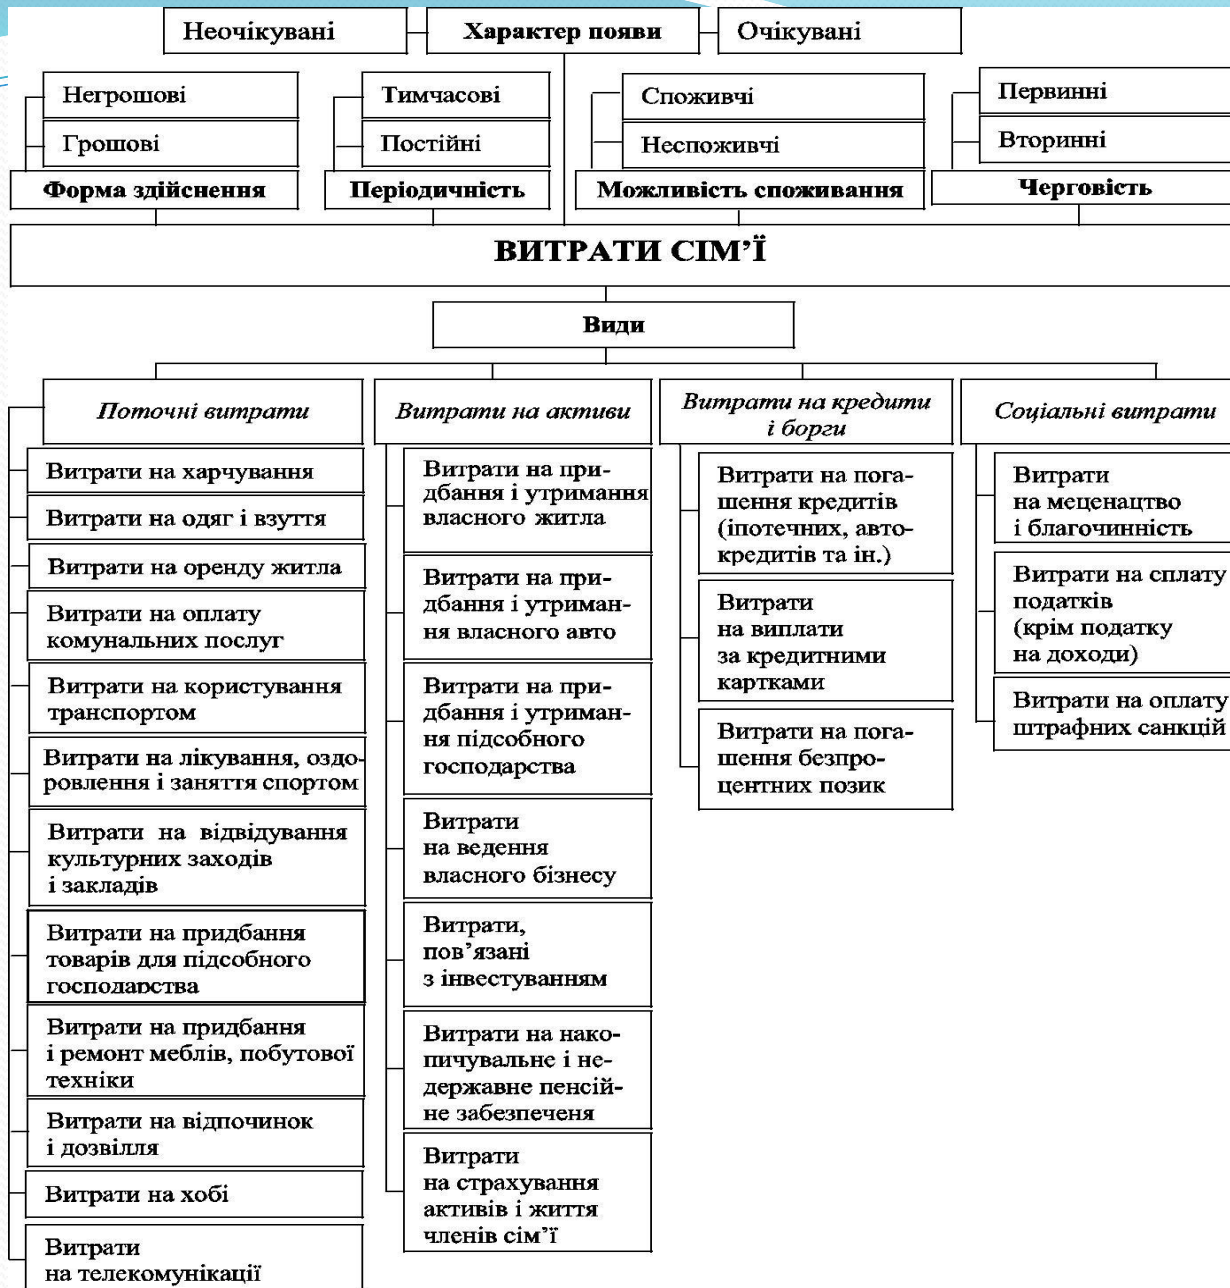 Неочікувані
Характер появи
Очікувані
Негрошові
Грошові
Форма здійснення
Тимчасові
Постійні
Періодичність
Споживчі
Неспоживчі
Можливість споживання
Первинні
Вторинні
Черговість
ВИТРАТИ СІМ’Ї
Види
Поточні витрати
Витрати на харчування
Витрати на одяг і взуття
Витрати на оренду житла
Витрати на оплату
комунальних послуг
Витрати на користування
транспортом
Витрати на лікування, оздо-
ровлення і заняття спортом
Витрати на відвідування
культурних заходів
і закладів
Витрати на придбання
товарів для підсобного
господарства
Витрати на придбання
і ремонт меблів, побутової
техніки
Витрати на відпочинок
і дозвілля
Витрати на хобі
Витрати
на телекомунікації
Витрати на активи
Витрати на при-
дбання і утримання
власного житла
Витрати на при-
дбання і утриман-
ня власного авто
Витрати на при-
дбання і утриман-
ня підсобного
господарства
Витрати
на ведення
власного бізнесу
Витрати,
пов’язані
з інвестуванням
Витрати на нако-
пичувальне і не-
державне пенсій-
не забезпеченя
Витрати
на страхування
активів і життя
членів сім’ї
Витрати на кредити
і борги
Витрати на пога-
шення кредитів
(іпотечних, авто-
кредитів та ін.)
Витрати
на виплати
за кредитними
картками
Витрати на пога-
шення безпро-
центних позик
Соціальні витрати
Витрати
на меценацтво
і благочинність
Витрати на сплату
податків
(крім податку
на доходи)
Витрати на оплату
штрафних санкцій